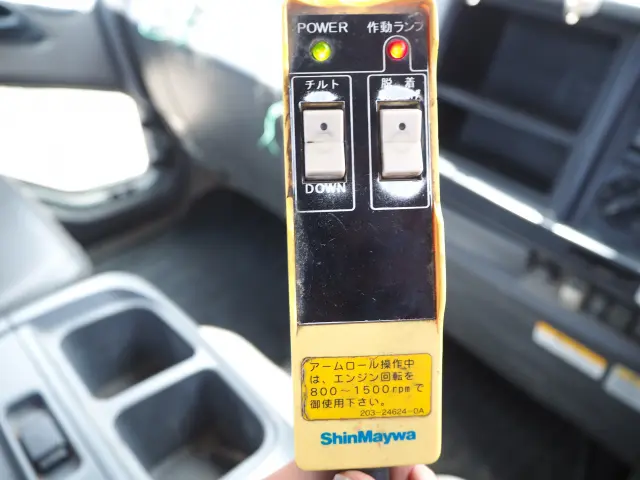 POWER 作動ランプ
チルト 脱 着
DOWN
アームロール操作中
は、エンジン回転を
800～1500rpmで
御使用下さい。
203-24624-0A
ShinMaywa